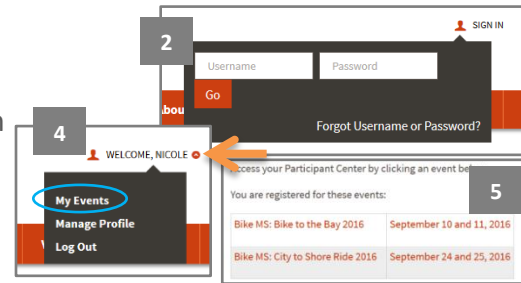 SIGN IN
2
Username Password
Go
Forgot Username or Password?
4
WELCOME, NICOLE
My Events
Manage Profile
Log Out
Access your Participant Center by clicking an event
5
You are registered for these events:
Bike MS: Bike to the Bay 2016 September 10 and 11, 2016
Bike MS: City to Shore Ride 2016 September 24 and 25, 2016